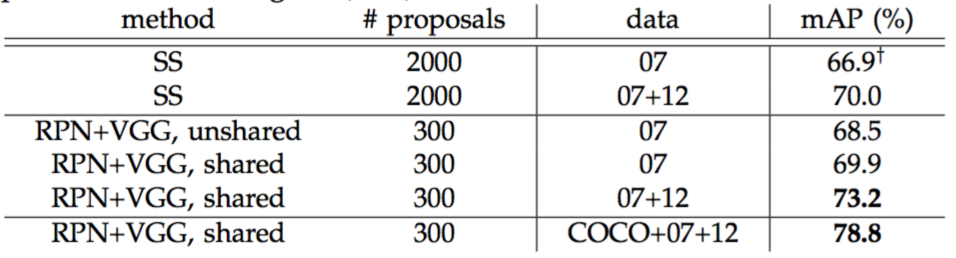 method # proposals data mAP (%)
SS 2000 07 66.9†
SS 2000 07+12 70.0
RPN+VGG, unshared 300 07 68.5
RPN+VGG, shared 300 07 69.9
RPN+VGG, shared 300 07+12 73.2
RPN+VGG, shared 300 COCO+07+12 78.8